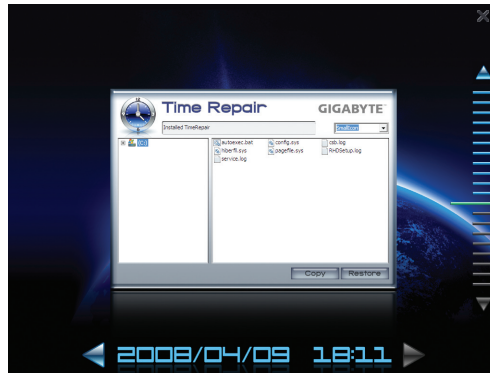 Time Repair
GIGABYTE™
Installed TimeRepair
autoexec.bat config.sys csb.log
hiberfil.sys pagefile.sys RHDSetup.log
service.log
Copy Restore
2008/04/09 18:11